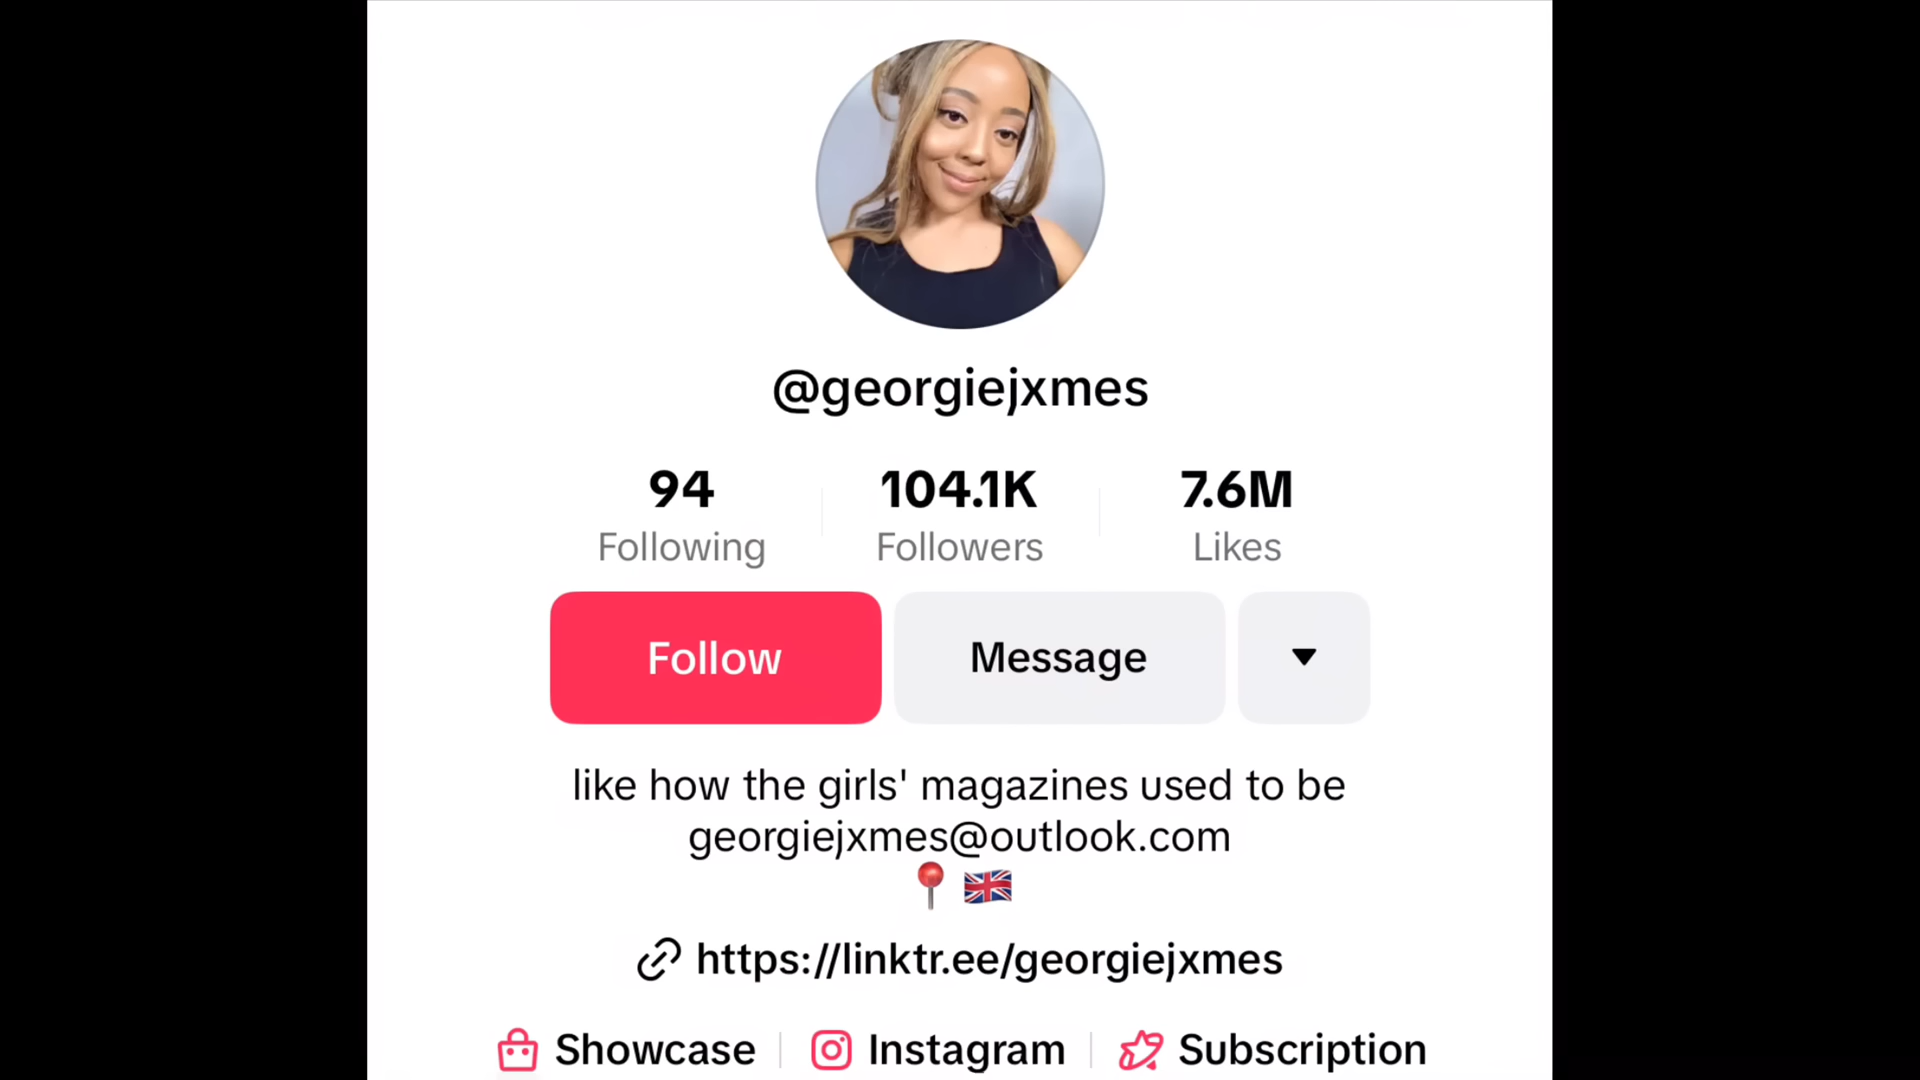 @georgiejxmes
94 104.1K 7.6M
Following Followers Likes
Follow Message
like how the girls' magazines used to be
georgiejxmes@outlook.com
https://linktr.ee/georgiejxmes
Showcase Instagram Subscription